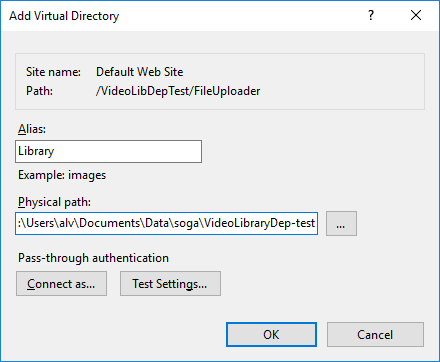 Add Virtual Directory
?
Site name: Default Web Site
Path: /VideoLibDepTest/FileUploader
Alias:
Library
Example: images
Physical path:
:\Users\alv\Documents\Data\soga\VideoLibraryDep-test
...
Pass-through authentication
Connect as... Test Settings...
OK Cancel